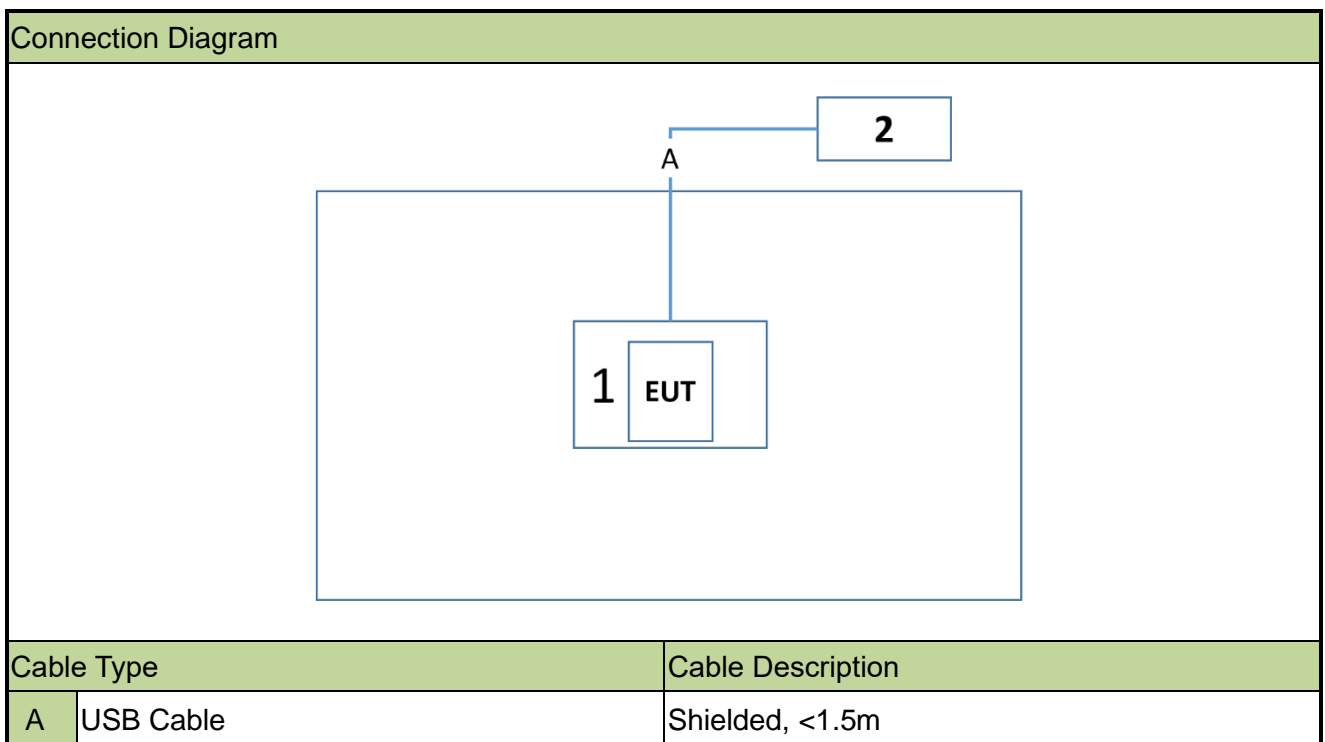 Connection Diagram
2
A
1 EUT
Cable Type Cable Description
A USB Cable Shielded, <1.5m